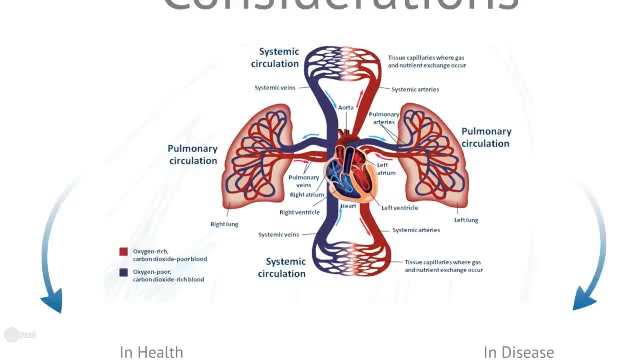 Considerations
Systemic
circulation
Tissue capillaries where gas
and nutrient exchange occur
Systemic veins
Systemic arteries
Aorta
Pulmonary
arteries
Pulmonary
circulation
Pulmonary
circulation
Left
atrium
Pulmonary
veins
Right atrium
Heart
Left ventricle
Right ventricle
Right lung
Left lung
Systemic veins
Systemic arteries
Oxygen-rich,
carbon dioxide-poor blood
Systemic
circulation
Tissue capillaries where gas
and nutrient exchange occur
Oxygen-poor,
carbon dioxide-rich blood
In Health
In Disease